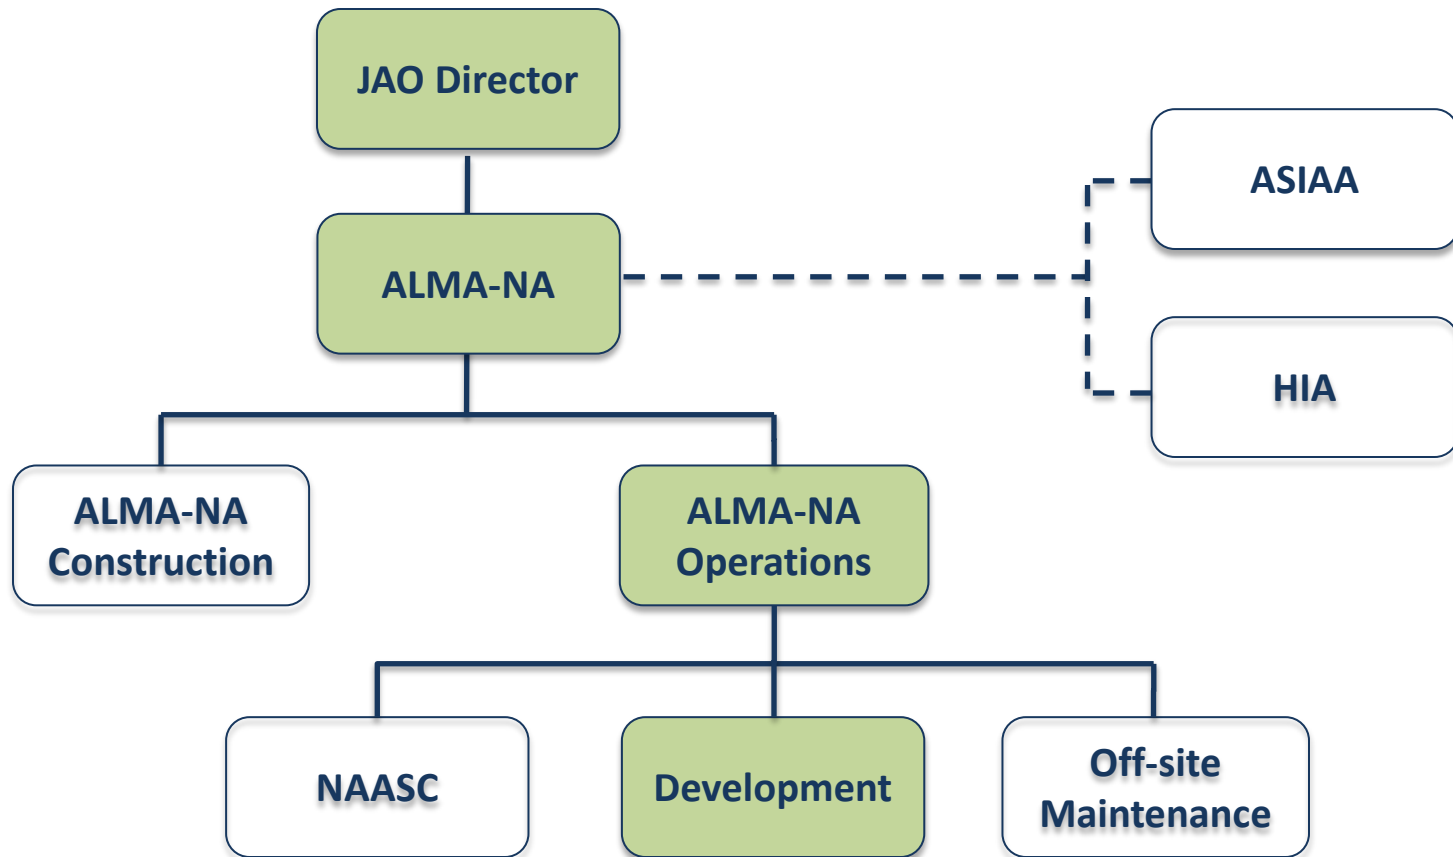 JAO Director
ASIAA
ALMA-NA
HIA
ALMA-NA
Construction
ALMA-NA
Operations
NAASC
Development
Off-site
Maintenance